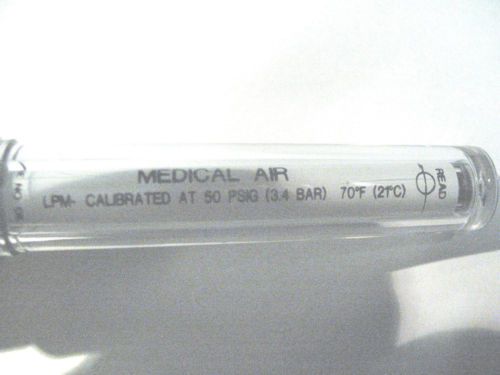 MEDICAL AIR
LPM- CALIBRATED AT 50 PSIG (3.4 BAR) 70°F (21°C)
READ